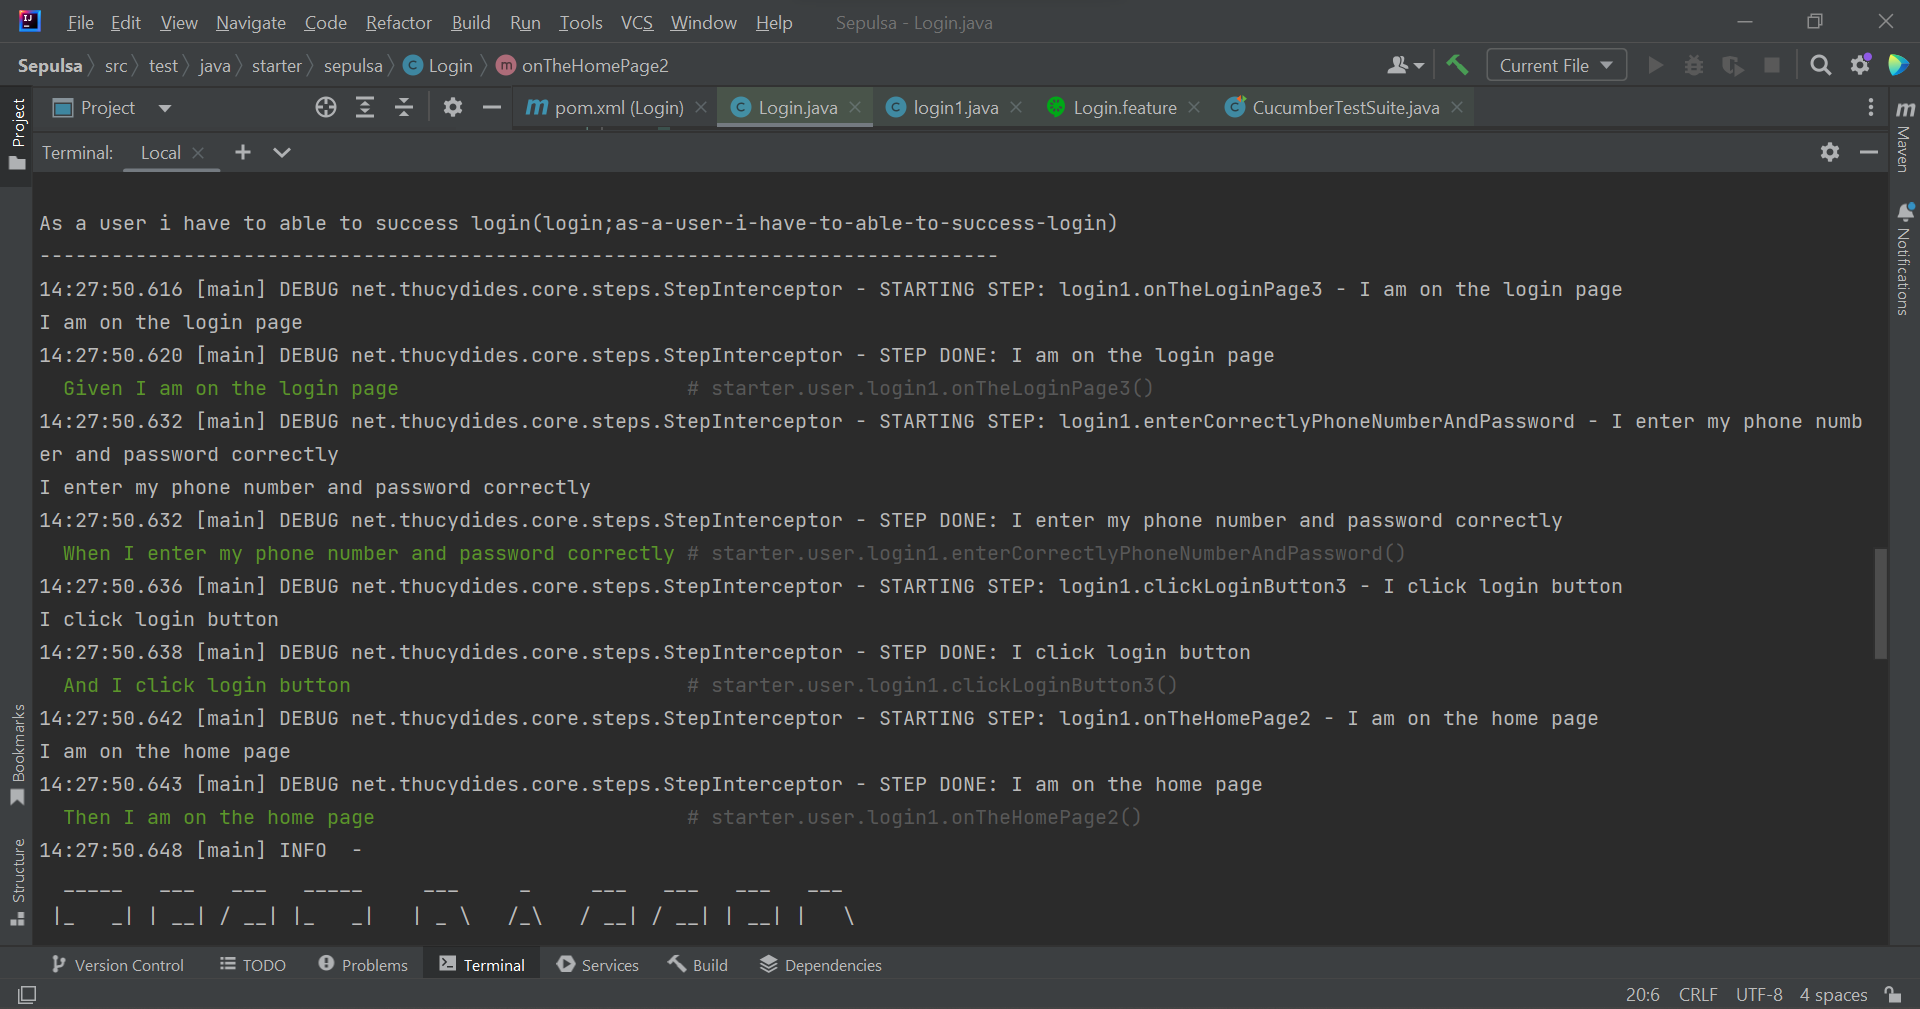 File Edit View Navigate Code Refactor Build Run Tools VCS Window Help Sepulsa - Login.java
Sepulsa src test java starter sepulsa Login onTheHomePage2 Current File
Project pom.xml (Login) Login.java login1.java Login.feature CucumberTestSuite.java
Terminal: Local
As a user i have to able to success login(login;as-a-user-i-have-to-able-to-success-login)
--------------------------------------------------------------------------------
14:27:50.616 [main] DEBUG net.thucydides.core.steps.StepInterceptor - STARTING STEP: login1.onTheLoginPage3 - I am on the login page
I am on the login page
14:27:50.620 [main] DEBUG net.thucydides.core.steps.StepInterceptor - STEP DONE: I am on the login page
Given I am on the login page # starter.user.login1.onTheLoginPage3()
14:27:50.632 [main] DEBUG net.thucydides.core.steps.StepInterceptor - STARTING STEP: login1.enterCorrectlyPhoneNumberAndPassword - I enter my phone numb
er and password correctly
I enter my phone number and password correctly
14:27:50.632 [main] DEBUG net.thucydides.core.steps.StepInterceptor - STEP DONE: I enter my phone number and password correctly
When I enter my phone number and password correctly # starter.user.login1.enterCorrectlyPhoneNumberAndPassword()
14:27:50.636 [main] DEBUG net.thucydides.core.steps.StepInterceptor - STARTING STEP: login1.clickLoginButton3 - I click login button
I click login button
14:27:50.638 [main] DEBUG net.thucydides.core.steps.StepInterceptor - STEP DONE: I click login button
And I click login button # starter.user.login1.clickLoginButton3()
14:27:50.642 [main] DEBUG net.thucydides.core.steps.StepInterceptor - STARTING STEP: login1.onTheHomePage2 - I am on the home page
I am on the home page
14:27:50.643 [main] DEBUG net.thucydides.core.steps.StepInterceptor - STEP DONE: I am on the home page
Then I am on the home page # starter.user.login1.onTheHomePage2()
14:27:50.648 [main] INFO  -
  _____   ___   ___   _____     ___     _     ___   ___   ___   ___
 |_   _| | __| / __| |_   _|   | _ \   /_\   / __| / __| | __| |   \
Project
Bookmarks
Structure
Maven
Notifications
Version Control TODO Problems Terminal Services Build Dependencies
20:6 CRLF UTF-8 4 spaces